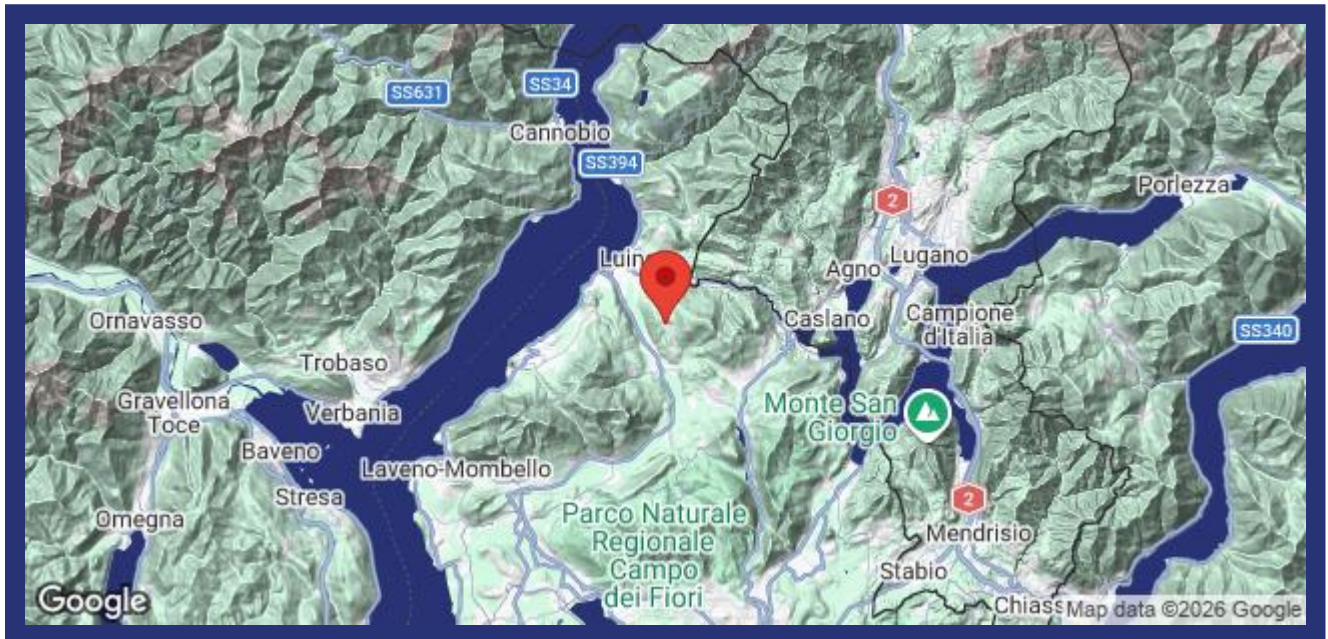 SS631
SS34
Cannobio
SS394
Porlezza
2
Luin
Lugano
Agno
Ornavasso
Caslano
Campione
d'Italia
SS340
Trobaso
Gravellona
Toce
Verbania
Monte San
Giorgio
Baveno
Laveno-Mombello
Stresa
2
Omegna
Parco Naturale
Regionale
Campo
dei Fiori
Mendrisio
Stabio
Chiass
Google
Map data ©2026 Google